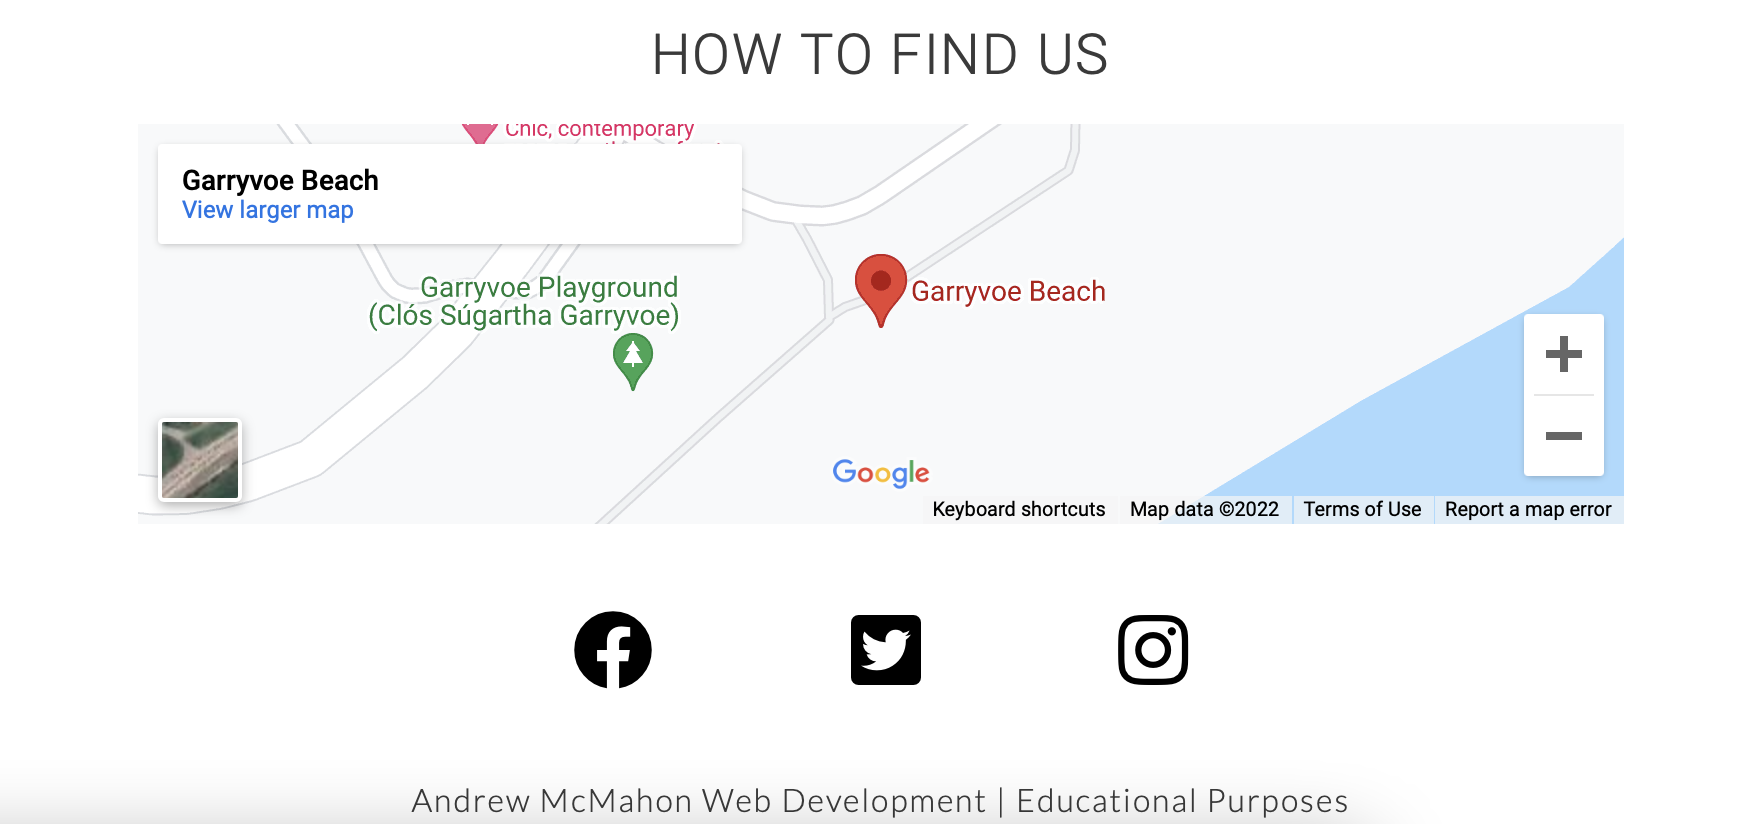 HOW TO FIND US
Chic, contemporary
Garryvoe Beach
View larger map
Garryvoe Playground
(Clós Súgartha Garryvoe)
Garryvoe Beach
Google
Keyboard shortcuts
Map data ©2022
Terms of Use
Report a map error
Andrew McMahon Web Development | Educational Purposes